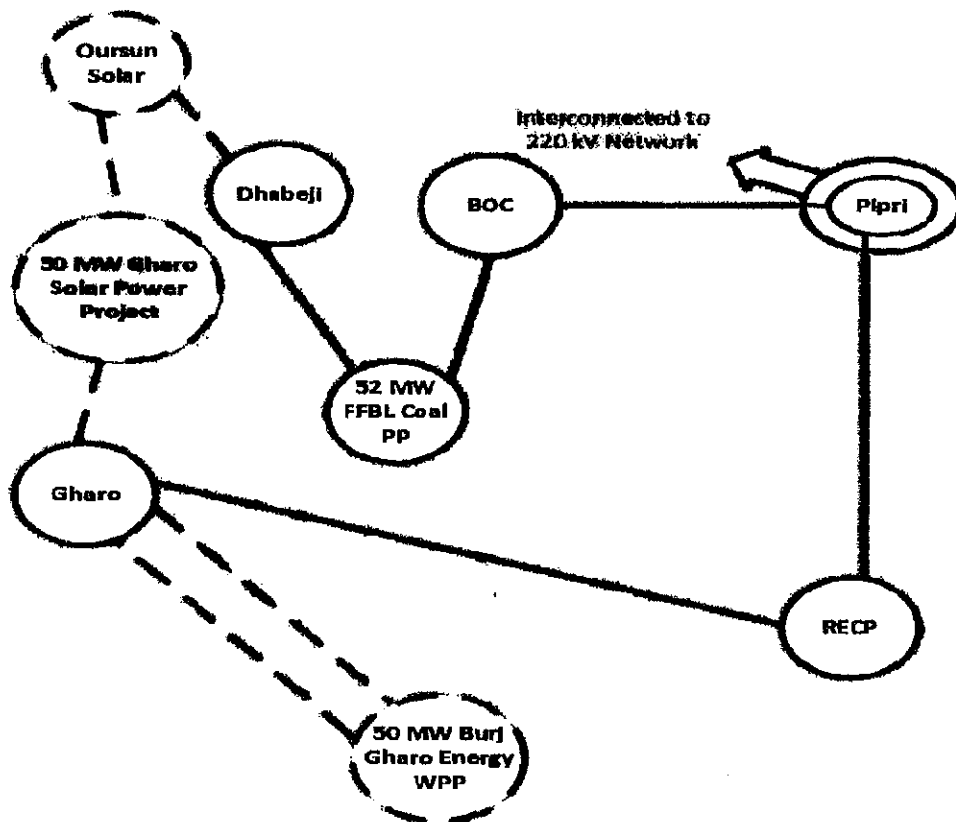 Oursun
Solar
Interconnected to
220 kV Network
Dhabeji
BOC
Pipri
50 MW Gharo
Solar Power
Project
52 MW
FFBL Coal
PP
Gharo
RECP
50 MW Burj
Gharo Energy
WPP